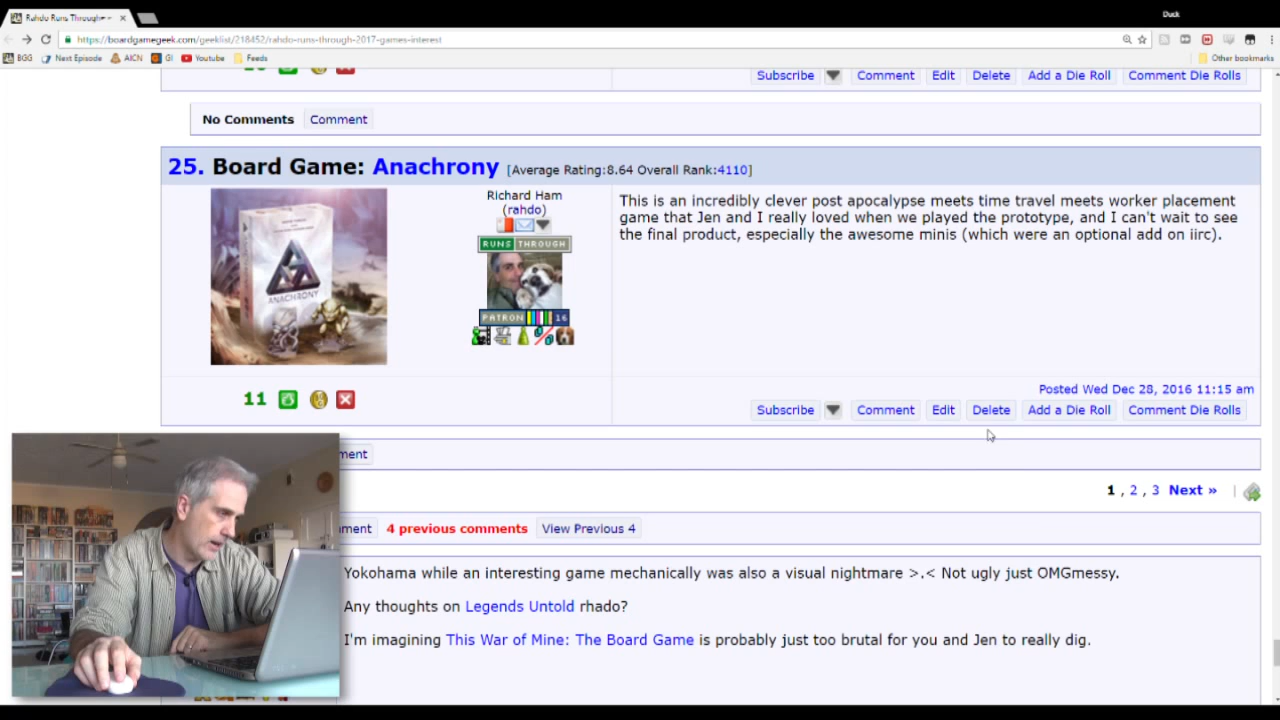 Duck
Rahdo Runs Through
https://boardgamegeek.com/geeklist/218452/rahdo-runs-through-2017-games-interest
BGG Next Episode AICN GI Youtube Feeds Other bookmarks
Subscribe Comment Edit Delete Add a Die Roll Comment Die Rolls
No Comments Comment
25. Board Game: Anachrony [Average Rating:8.64 Overall Rank:4110]
ANACHRONY
Richard Ham
(rahdo)
RUNS THROUGH
PATRON 16
This is an incredibly clever post apocalypse meets time travel meets worker placement
game that Jen and I really loved when we played the prototype, and I can't wait to see
the final product, especially the awesome minis (which were an optional add on iirc).
11
Posted Wed Dec 28, 2016 11:15 am
Subscribe Comment Edit Delete Add a Die Roll Comment Die Rolls
ment
1 , 2 , 3 Next »
mment 4 previous comments View Previous 4
Yokohama while an interesting game mechanically was also a visual nightmare >.< Not ugly just OMGmessy.
Any thoughts on Legends Untold rhado?
I'm imagining This War of Mine: The Board Game is probably just too brutal for you and Jen to really dig.